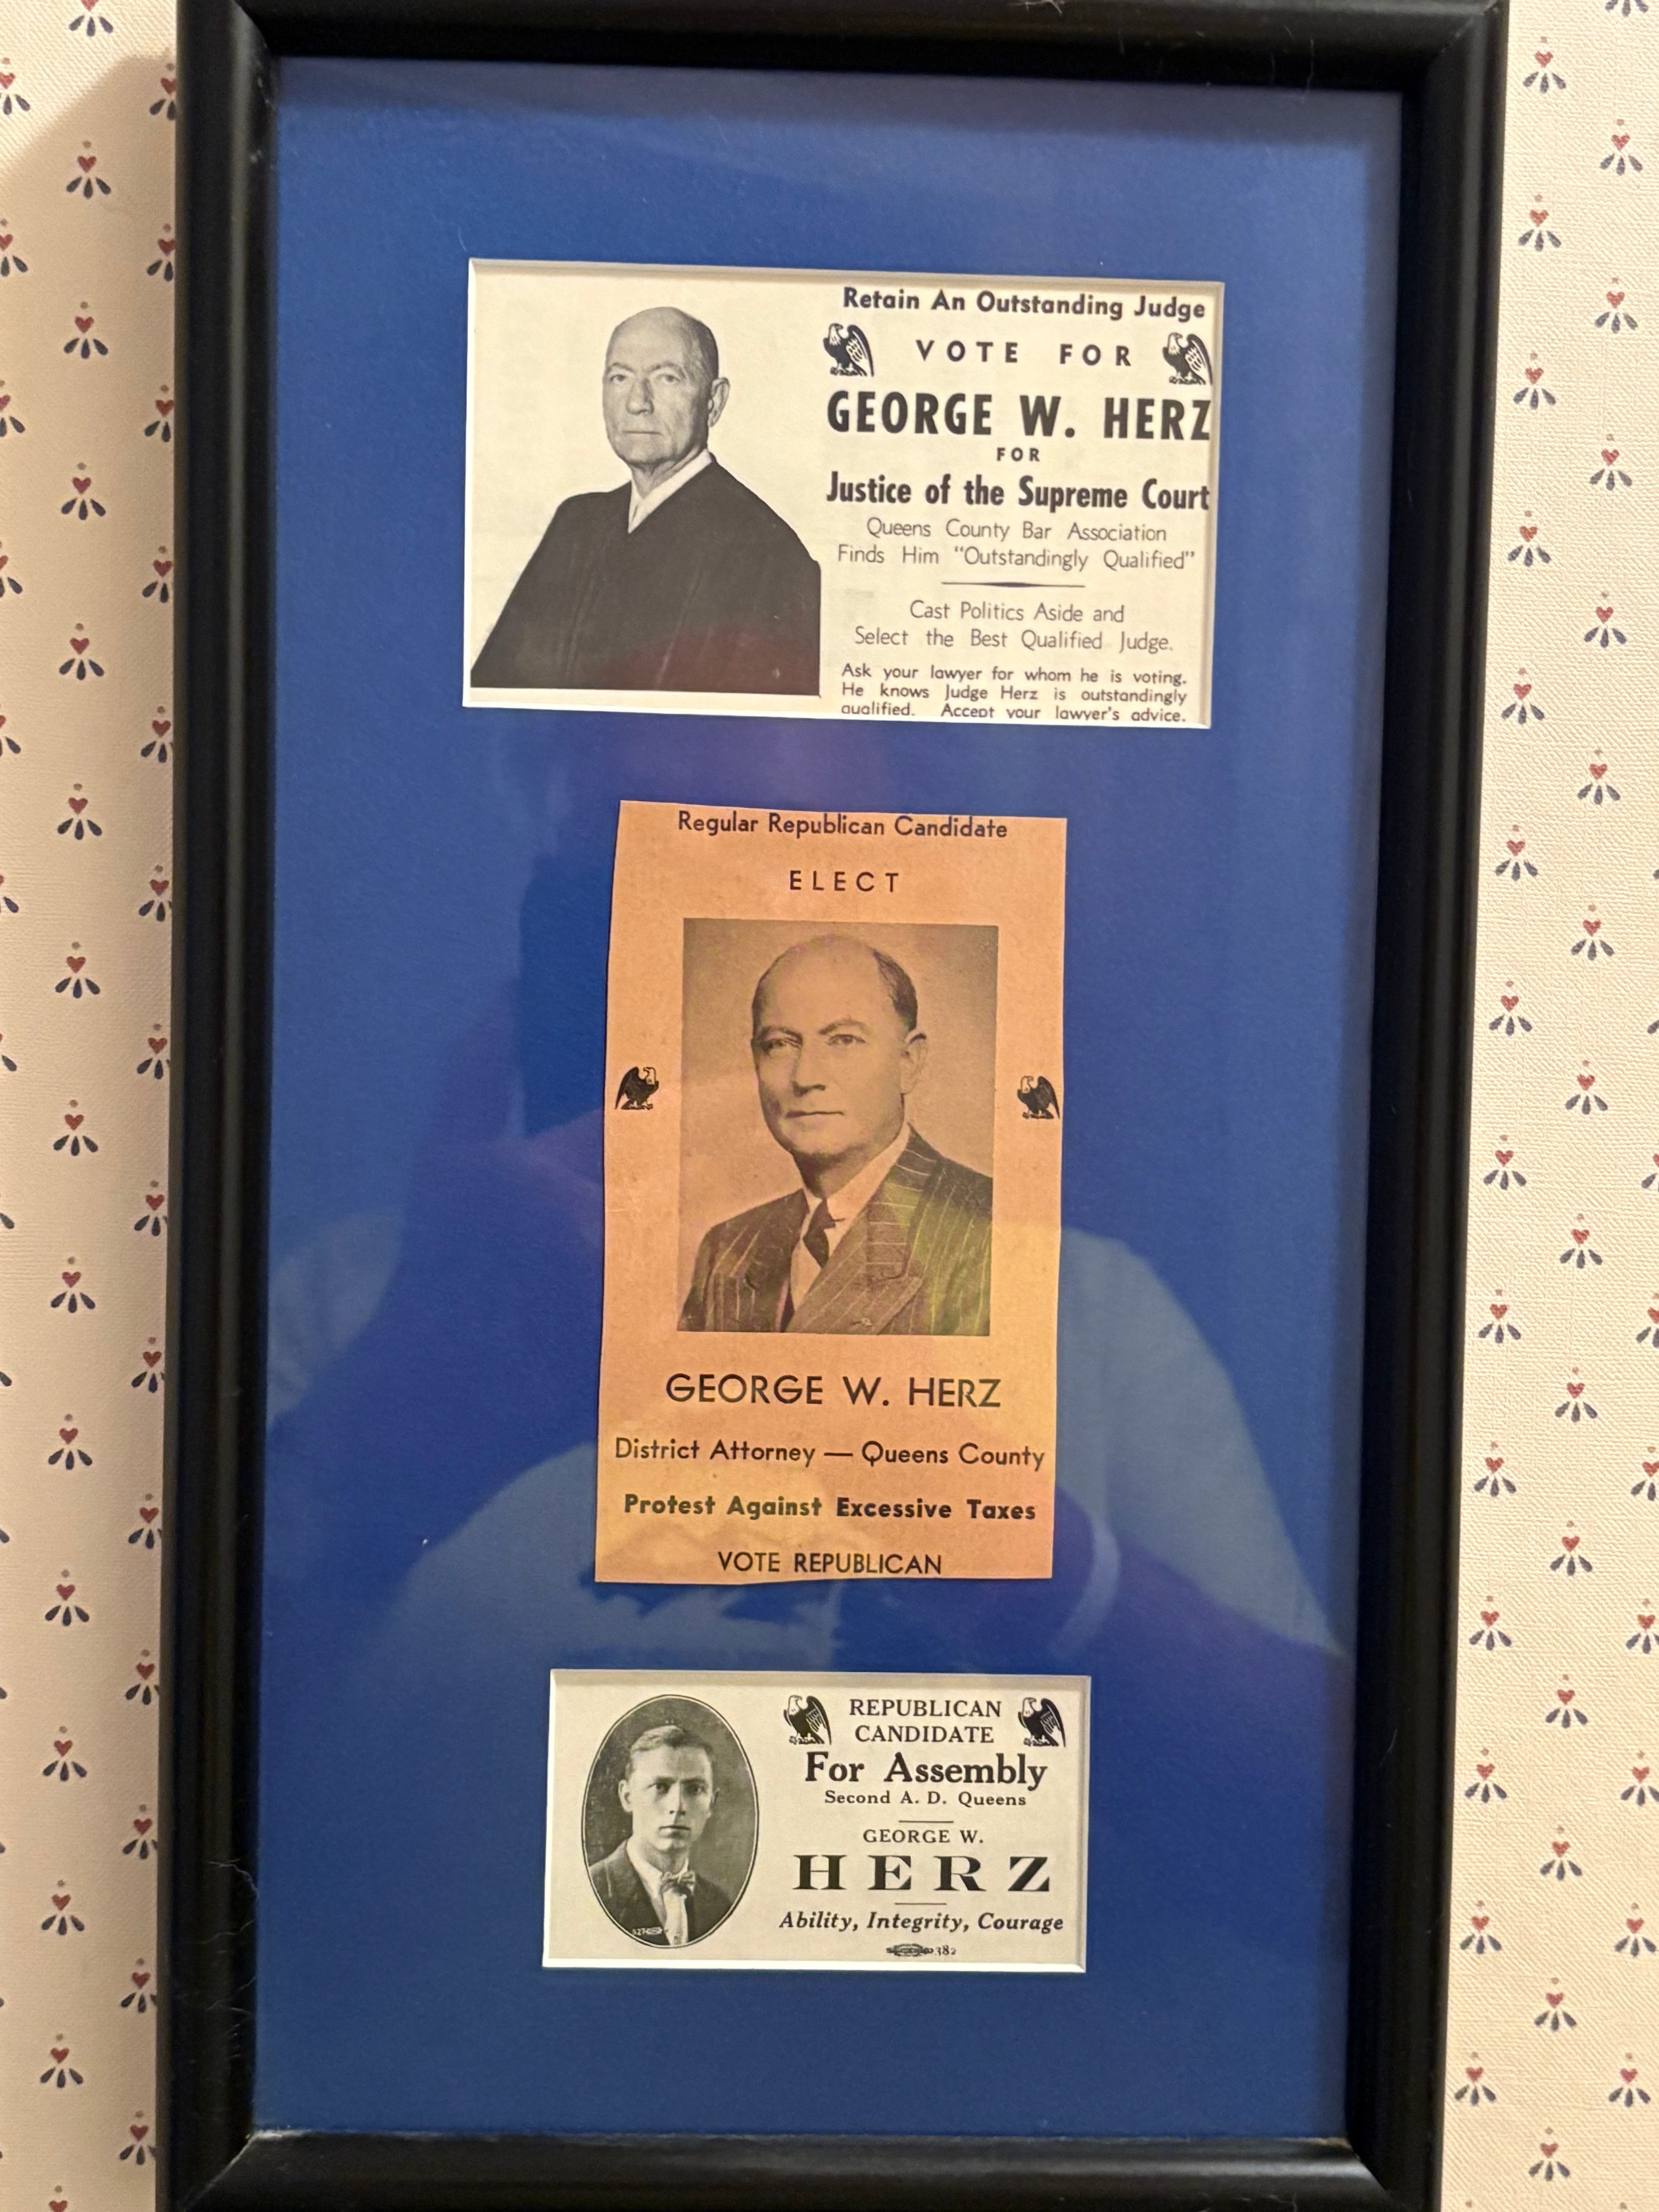 Retain An Outstanding Judge
VOTE FOR
GEORGE W. HERZ
FOR
Justice of the Supreme Court
Queens County Bar Association
Finds Him "Outstandingly Qualified"
Cast Politics Aside and
Select the Best Qualified Judge.
Ask your lawyer for whom he is voting.
He knows Judge Herz is outstandingly
qualified. Accept your lawyer's advice.
Regular Republican Candidate
ELECT
GEORGE W. HERZ
District Attorney — Queens County
Protest Against Excessive Taxes
VOTE REPUBLICAN
REPUBLICAN
CANDIDATE
For Assembly
Second A. D. Queens
GEORGE W.
HERZ
Ability, Integrity, Courage
382